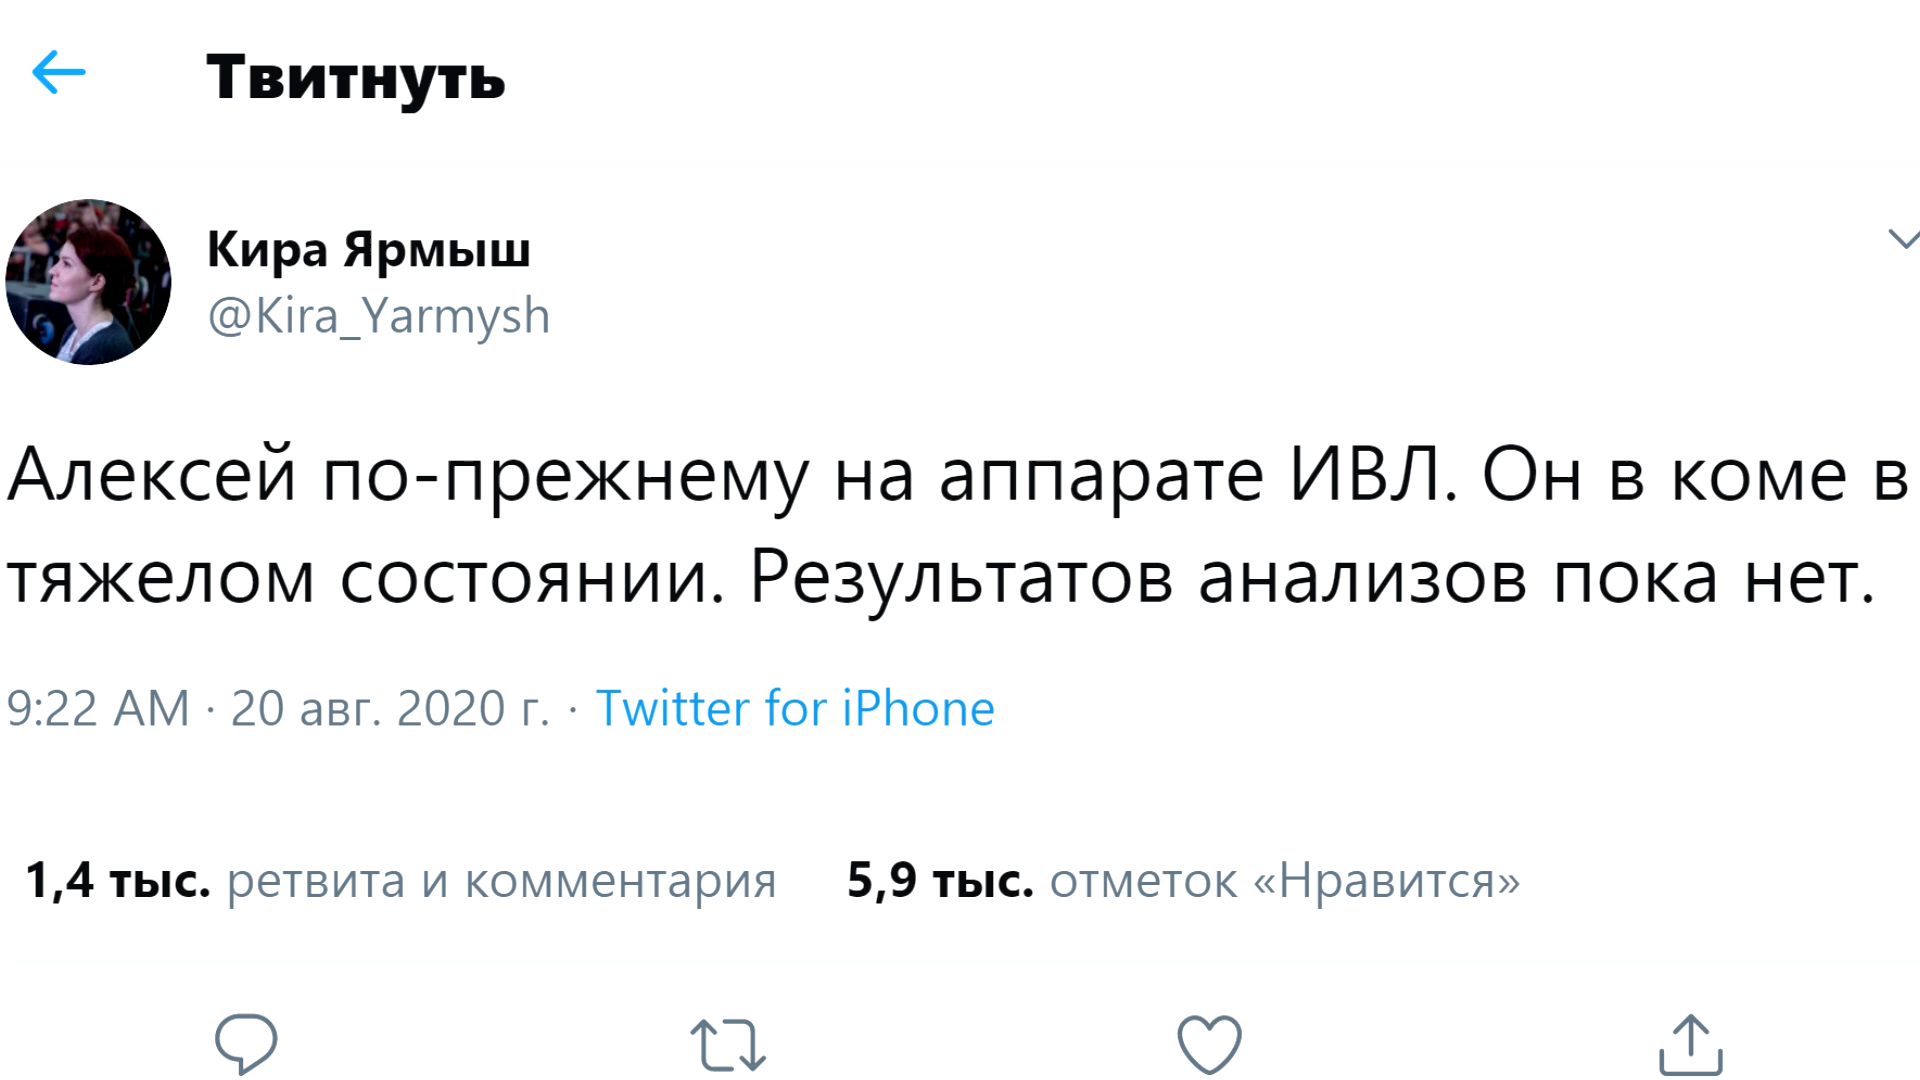 Твитнуть
Кира Ярмыш
@Kira_Yarmysh
Алексей по-прежнему на аппарате ИВЛ. Он в коме в
тяжелом состоянии. Результатов анализов пока нет.
9:22 AM · 20 авг. 2020 г. · Twitter for iPhone
1,4 тыс. ретвита и комментария 5,9 тыс. отметок «Нравится»